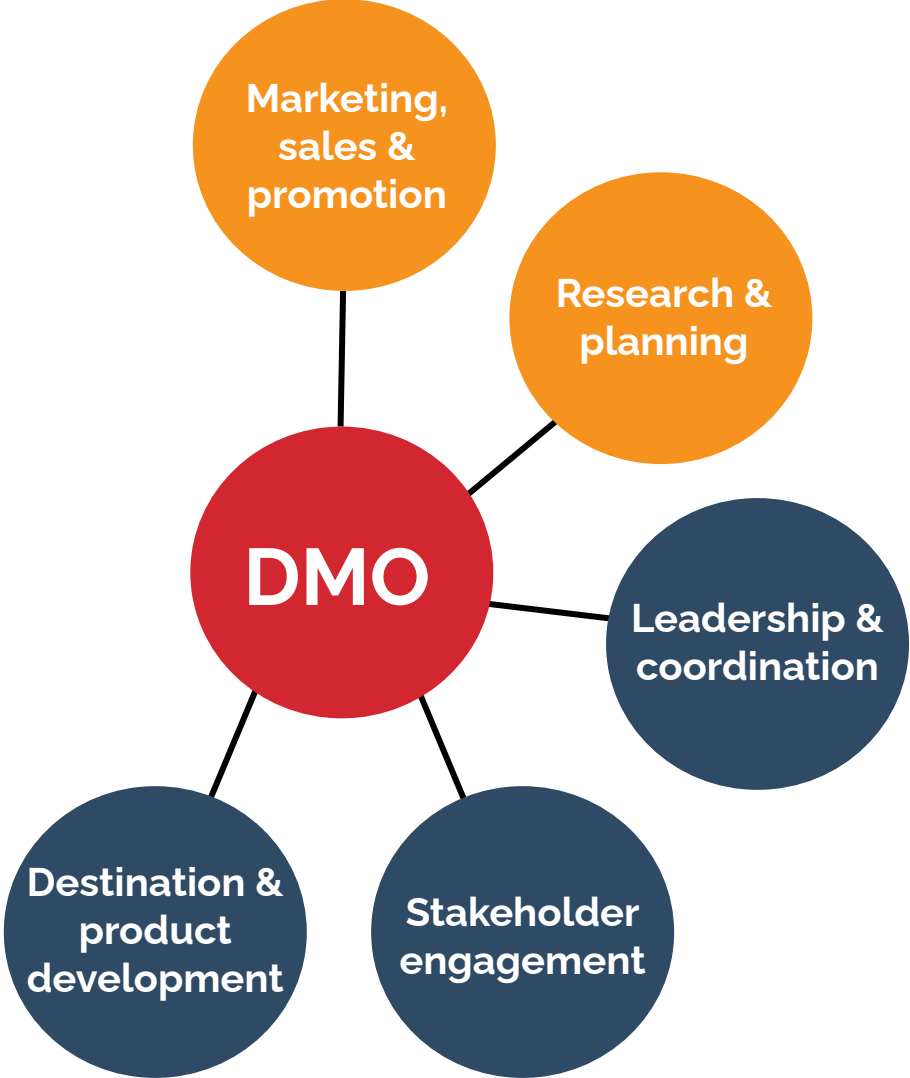 Marketing,
sales &
promotion
Research &
planning
DMO
Leadership &
coordination
Destination &
product
development
Stakeholder
engagement